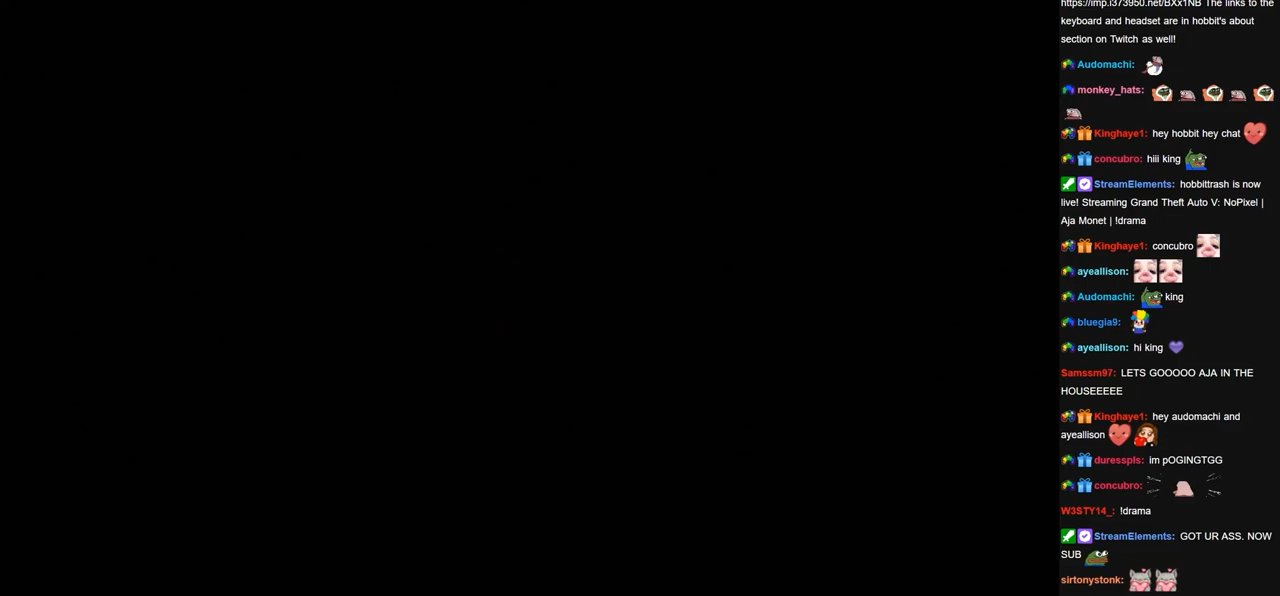 https://imp.i373950.net/BXx1NB The links to the
keyboard and headset are in hobbit's about
section on Twitch as well!
Audomachi:
monkey_hats:
Kinghaye1: hey hobbit hey chat
concubro: hiii king
StreamElements: hobbittrash is now
live! Streaming Grand Theft Auto V: NoPixel |
Aja Monet | !drama
Kinghaye1: concubro
ayeallison:
Audomachi: king
bluegia9:
ayeallison: hi king
Samssm97: LETS GOOOOO AJA IN THE
HOUSEEEEE
Kinghaye1: hey audomachi and
ayeallison
duresspls: im pOGINGTGG
concubro:
W3STY14_: !drama
StreamElements: GOT UR ASS. NOW
SUB
sirtonystonk: